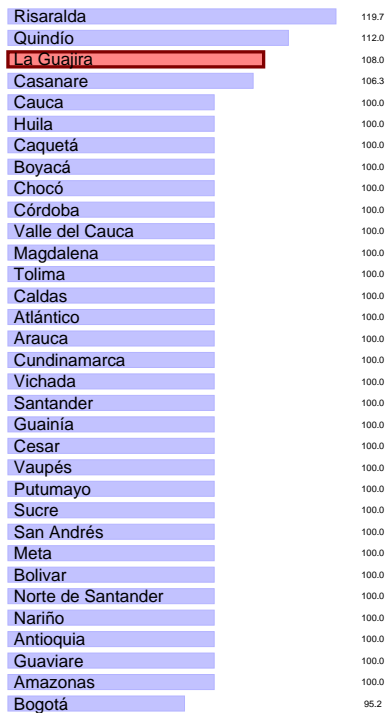 Risaralda 119.7
Quindío 112.0
La Guajira 108.0
Casanare 106.3
Cauca 100.0
Huila 100.0
Caquetá 100.0
Boyacá 100.0
Chocó 100.0
Córdoba 100.0
Valle del Cauca 100.0
Magdalena 100.0
Tolima 100.0
Caldas 100.0
Atlántico 100.0
Arauca 100.0
Cundinamarca 100.0
Vichada 100.0
Santander 100.0
Guainía 100.0
Cesar 100.0
Vaupés 100.0
Putumayo 100.0
Sucre 100.0
San Andrés 100.0
Meta 100.0
Bolivar 100.0
Norte de Santander 100.0
Nariño 100.0
Antioquia 100.0
Guaviare 100.0
Amazonas 100.0
Bogotá 95.2